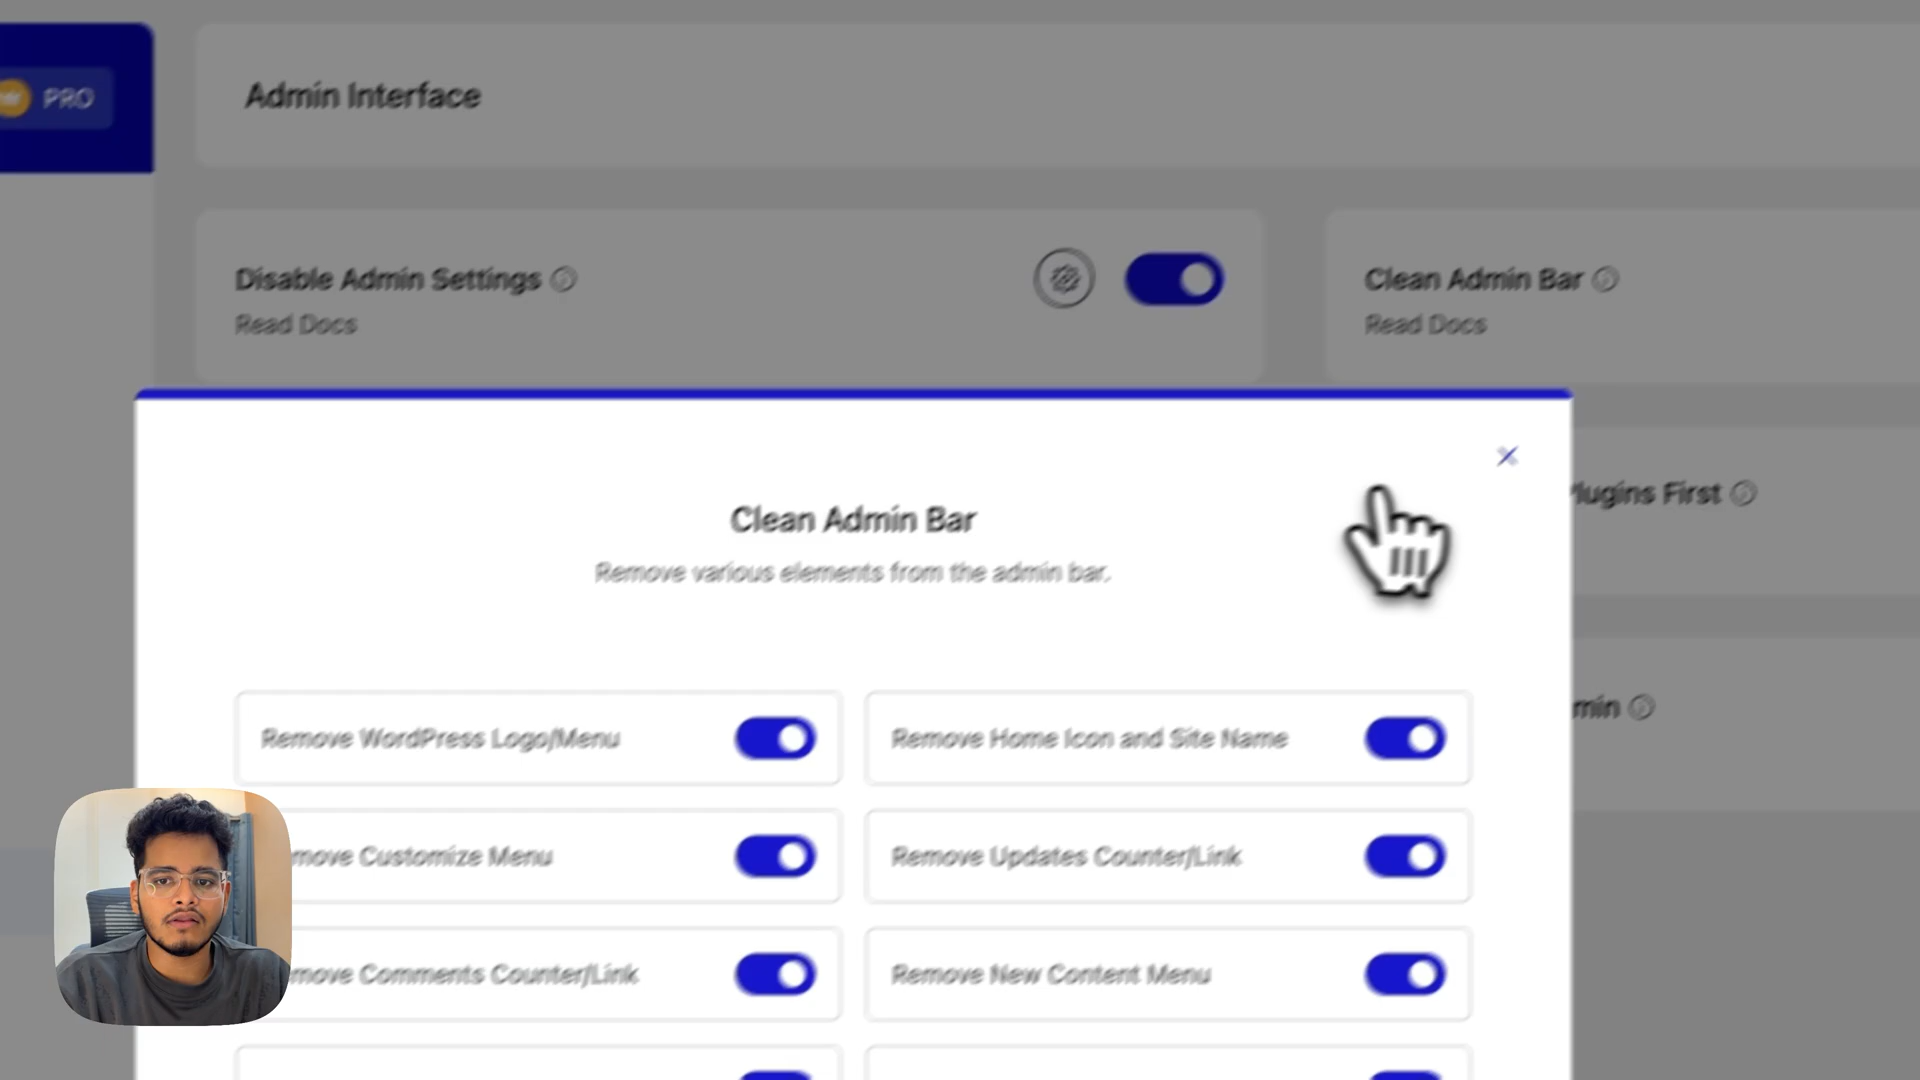 PRO
Admin Interface
Disable Admin Settings
Read Docs
Clean Admin Bar
Read Docs
Plugins First
Clean Admin Bar
Remove various elements from the admin bar.
Remove WordPress Logo/Menu
Remove Home Icon and Site Name
min
move Customize Menu
Remove Updates Counter/Link
move Comments Counter/Link
Remove New Content Menu